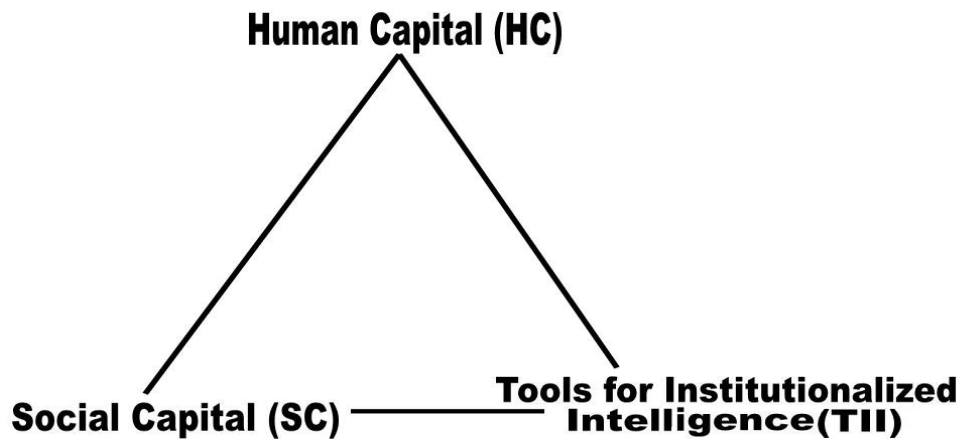 Human Capital (HC)
Social Capital (SC)
Tools for Institutionalized
Intelligence(TII)